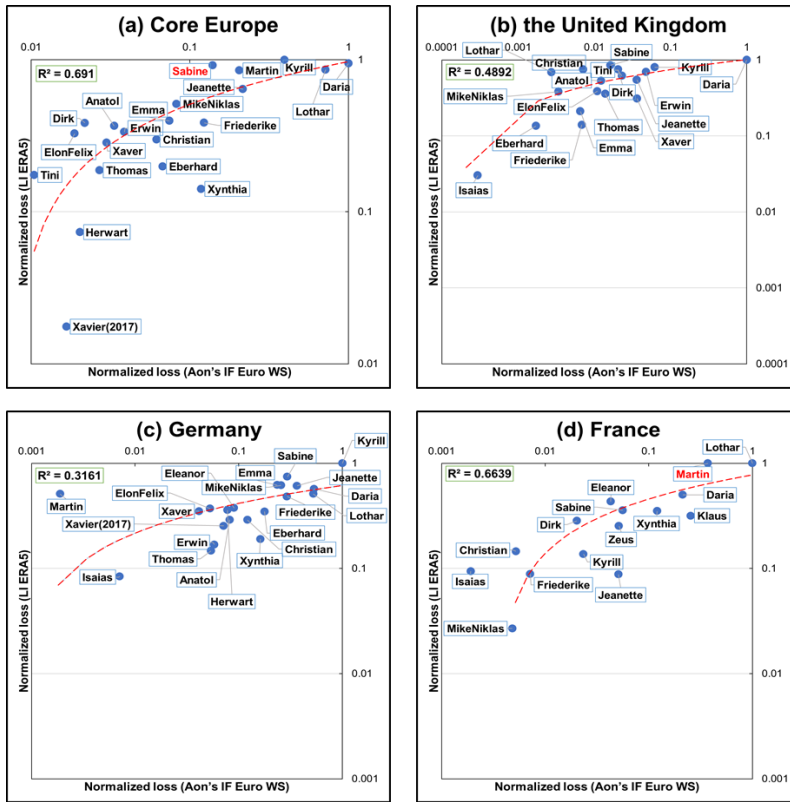 (a) Core Europe
0.01
0.1
1
R² = 0.691
Sabine
Martin
Kyrill
Jeanette
Daria
Anatol
MikeNiklas
Lothar
Emma
Dirk
Erwin
Friederike
ElonFelix
Xaver
Christian
Tini
Thomas
Eberhard
Xynthia
0.1
Herwart
Xavier(2017)
0.01
Normalized loss (LI ERA5)
Normalized loss (Aon's IF Euro WS)
(b) the United Kingdom
0.0001
0.001
0.01
0.1
1
Lothar
Christian
Sabine
1
R² = 0.4892
Tini
Kyrill
Anatol
Daria
MikeNiklas
Dirk
Erwin
ElonFelix
Jeanette
Thomas
Xaver
0.1
Eberhard
Emma
Friederike
Isaias
0.01
0.001
0.0001
Normalized loss (LI ERA5)
Normalized loss (Aon's IF Euro WS)
(c) Germany
0.001
0.01
0.1
1
Kyrill
Sabine
R² = 0.3161
Eleanor
Emma
Jeanette
ElonFelix
MikeNiklas
Daria
Martin
Xaver
Friederike
Lothar
Xavier(2017)
Eberhard
Erwin
Christian
Thomas
Xynthia
Isaias
Anatol
0.1
Herwart
0.01
0.001
Normalized loss (LI ERA5)
Normalized loss (Aon's IF Euro WS)
(d) France
0.001
0.01
0.1
1
Lothar
1
R² = 0.6639
Martin
Eleanor
Sabine
Daria
Dirk
Xynthia
Klaus
Zeus
Christian
Kyrill
Isaias
Friederike
Jeanette
0.1
MikeNiklas
0.01
0.001
Normalized loss (LI ERA5)
Normalized loss (Aon's IF Euro WS)